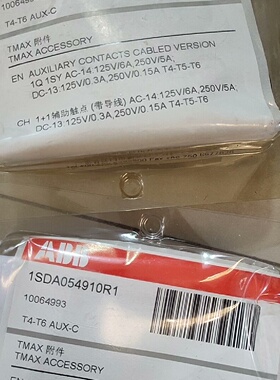 10064993
T4-T6 AUX-C
TMAX 附件
TMAX ACCESSORY
EN AUXILIARY CONTACTS CABLED VERSION
1Q 1SY AC-14.125V/6A,250V/5A,
DC-13.125V/0.3A,250V/0.15A T4-T5-T6
CH 1+1辅助触点 (带导线) AC-14.125V/6A,250V/5A,
DC-13.125V/0.3A,250V/0.15A T4-T5-T6
ABB
1SDA054910R1
10064993
T4-T6 AUX-C
TMAX 附件
TMAX ACCESSORY